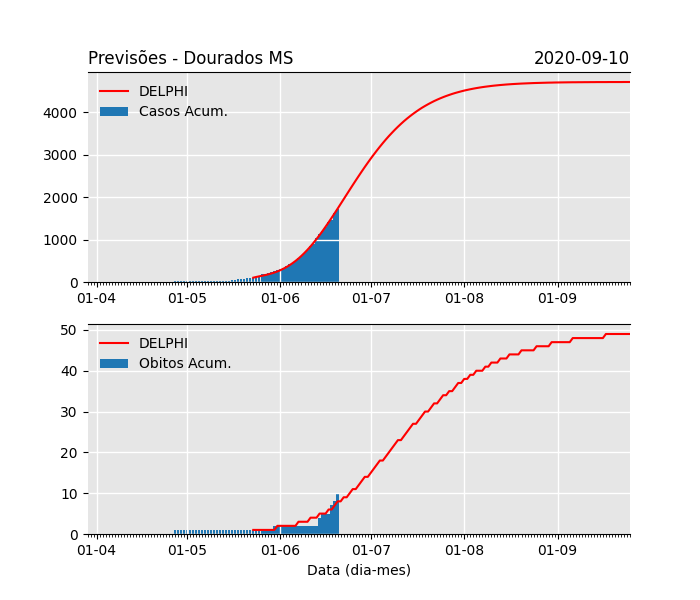 Previsões - Dourados MS 2020-09-10
DELPHI
Casos Acum.
4000
3000
2000
1000
0
01-04 01-05 01-06 01-07 01-08 01-09
DELPHI
Obitos Acum.
50
40
30
20
10
0
01-04 01-05 01-06 01-07 01-08 01-09
Data (dia-mes)